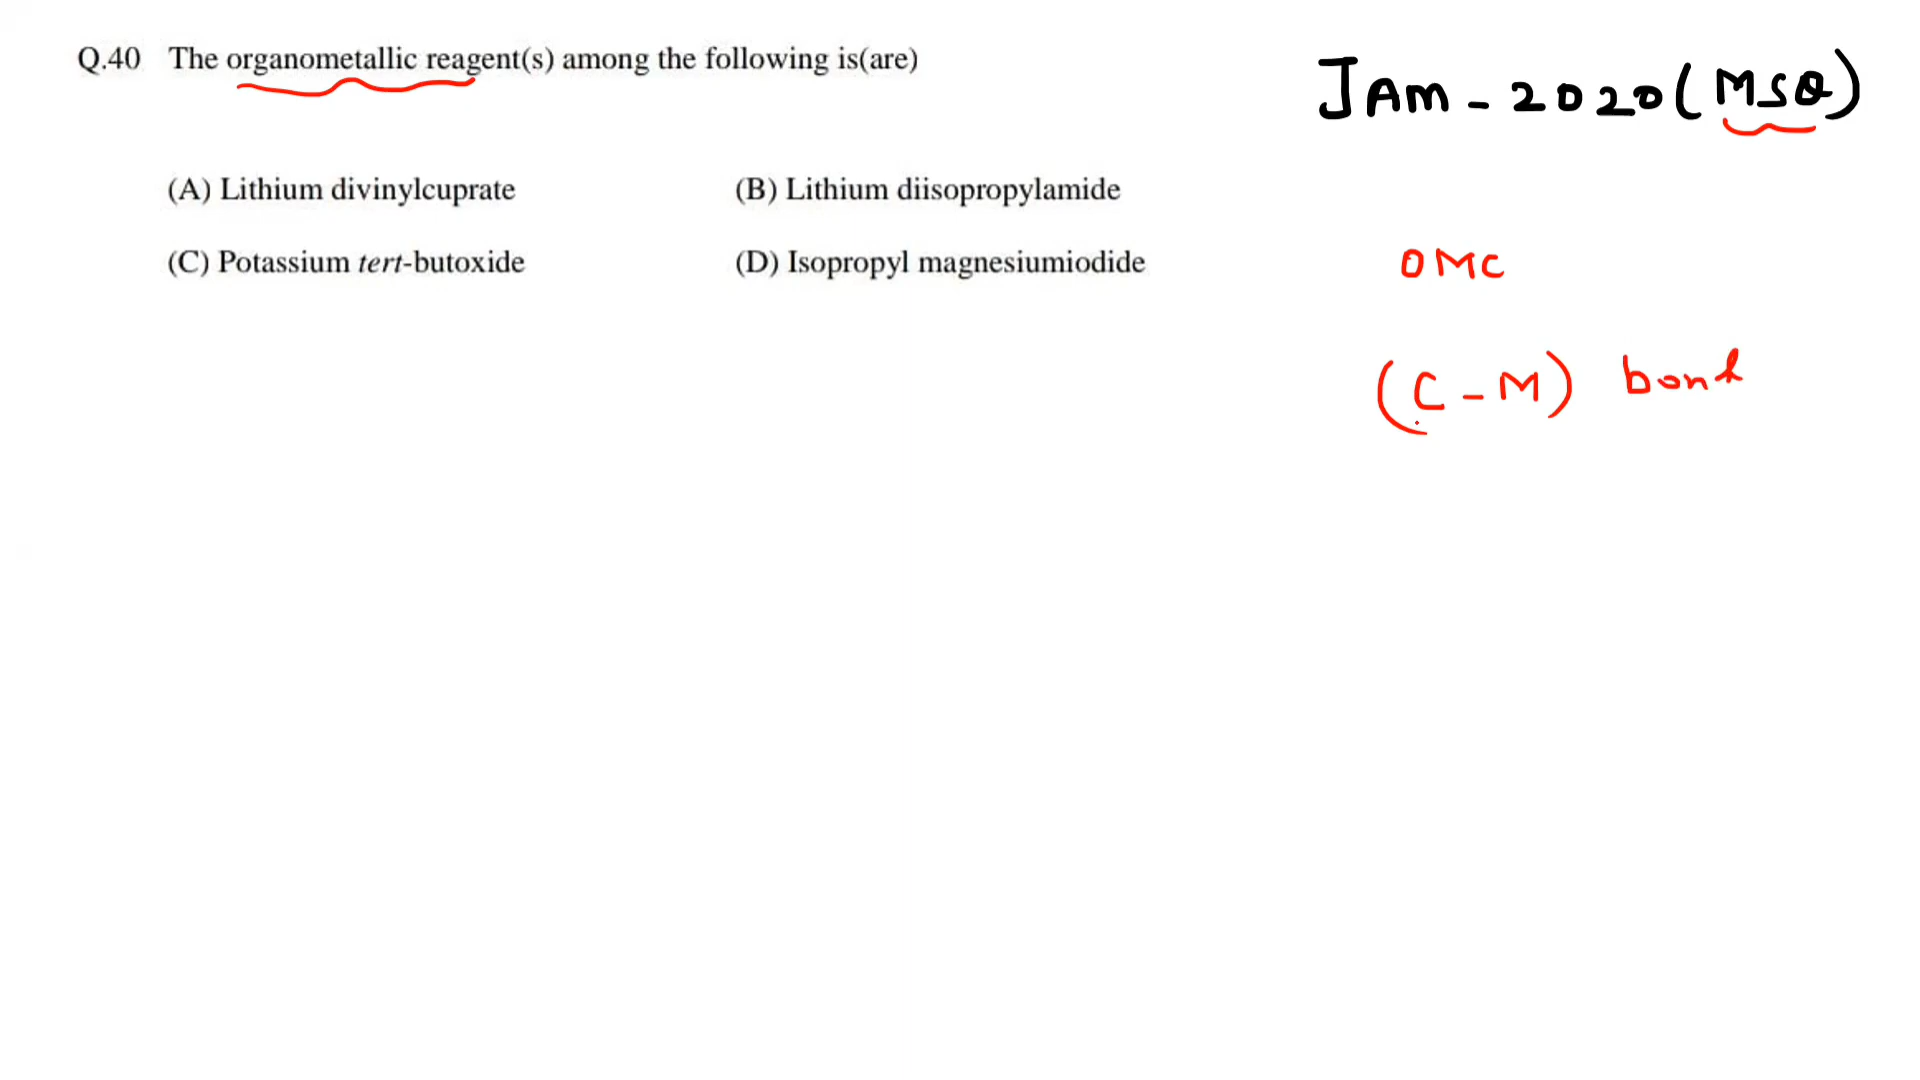 Q.40 The organometallic reagent(s) among the following is(are)
JAM - 2020 (MSQ)
(A) Lithium divinylcuprate
(B) Lithium diisopropylamide
(C) Potassium tert-butoxide
(D) Isopropyl magnesiumiodide
OMC
(C - M) bond